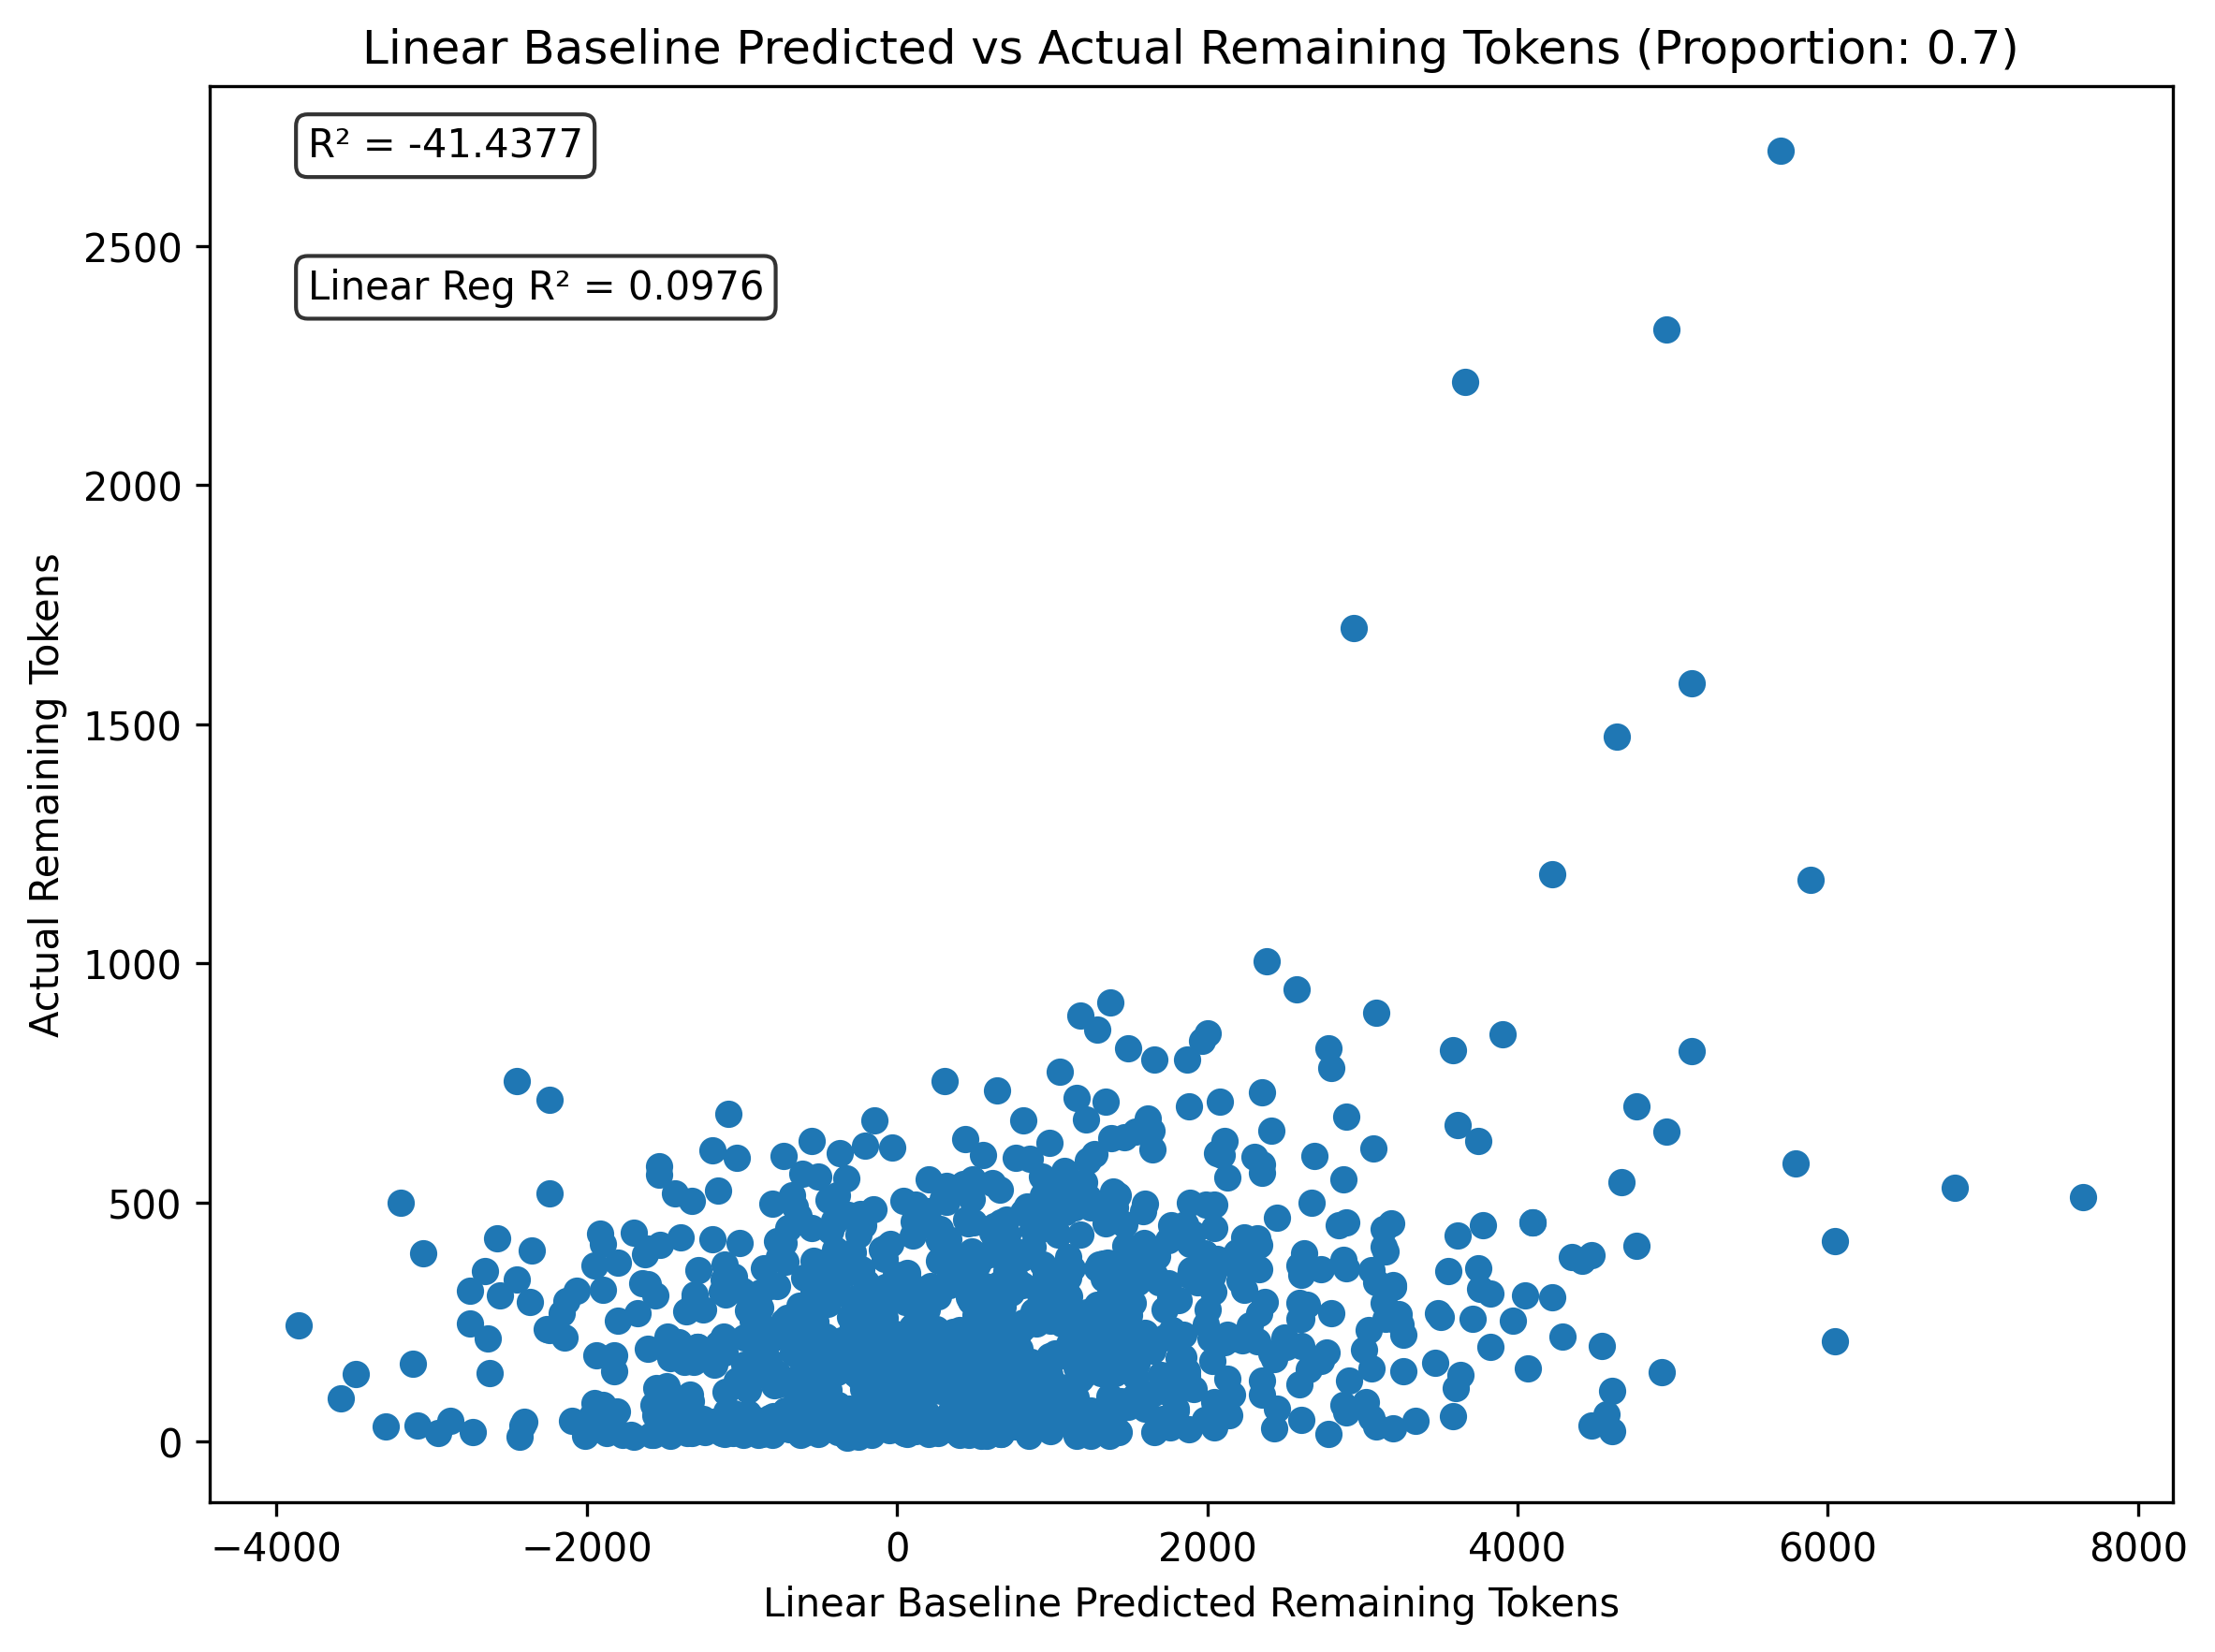 Linear Baseline Predicted vs Actual Remaining Tokens (Proportion: 0.7)
R² = -41.4377
Linear Reg R² = 0.0976
2500
2000
1500
1000
500
0
Actual Remaining Tokens
−4000 −2000 0 2000 4000 6000 8000
Linear Baseline Predicted Remaining Tokens